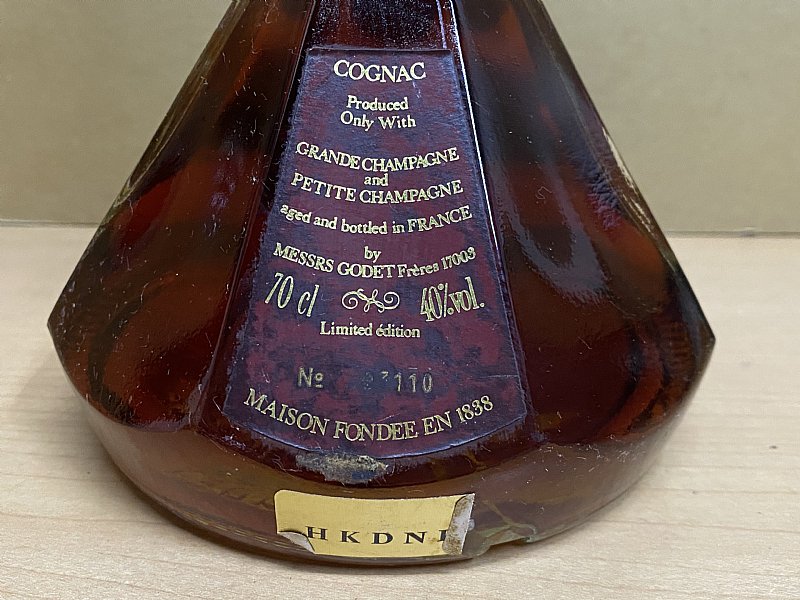 COGNAC
Produced
Only With
GRANDE CHAMPAGNE
and
PETITE CHAMPAGNE
aged and bottled in FRANCE
by
MESSRS GODET Frères 17003
70 cl 40%vol.
Limited édition
Nº
MAISON FONDEE EN 1838